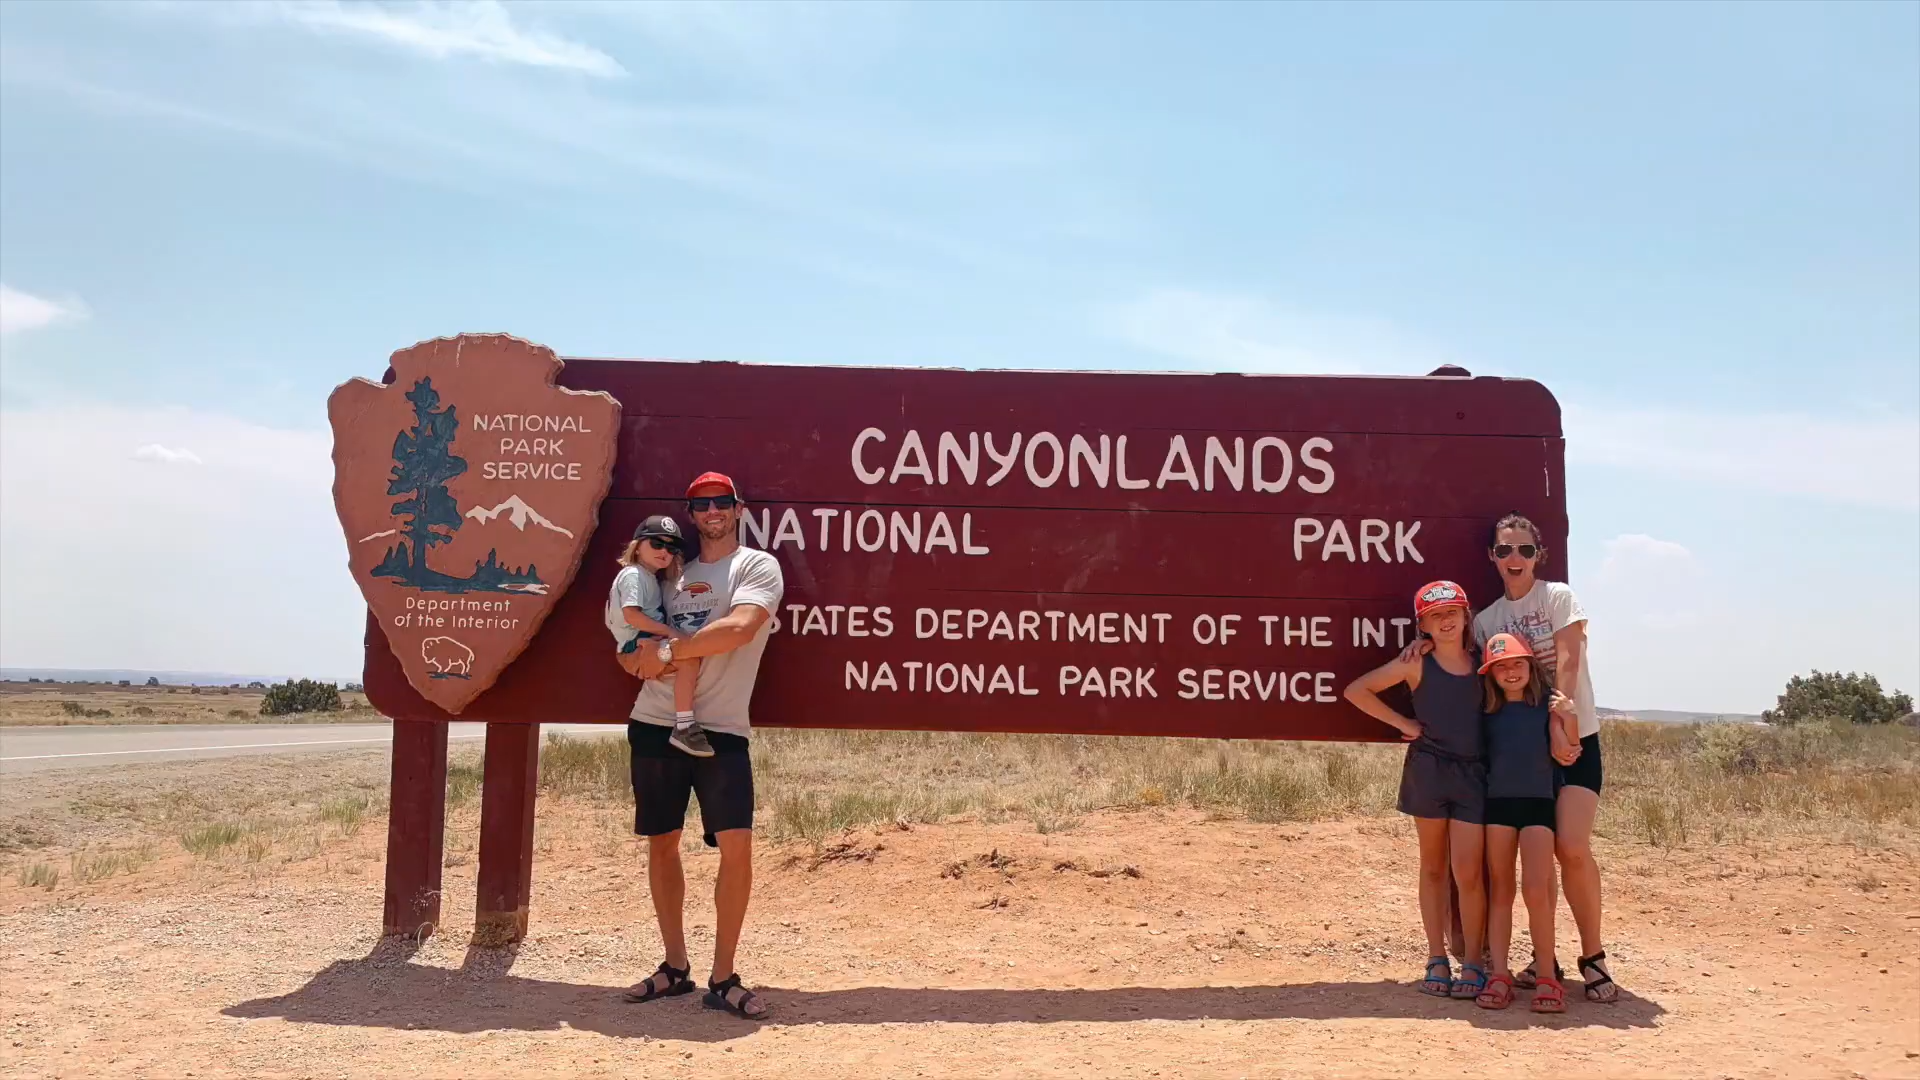 NATIONAL
PARK
SERVICE
Department
of the Interior
CANYONLANDS
NATIONAL PARK
STATES DEPARTMENT OF THE INT
NATIONAL PARK SERVICE